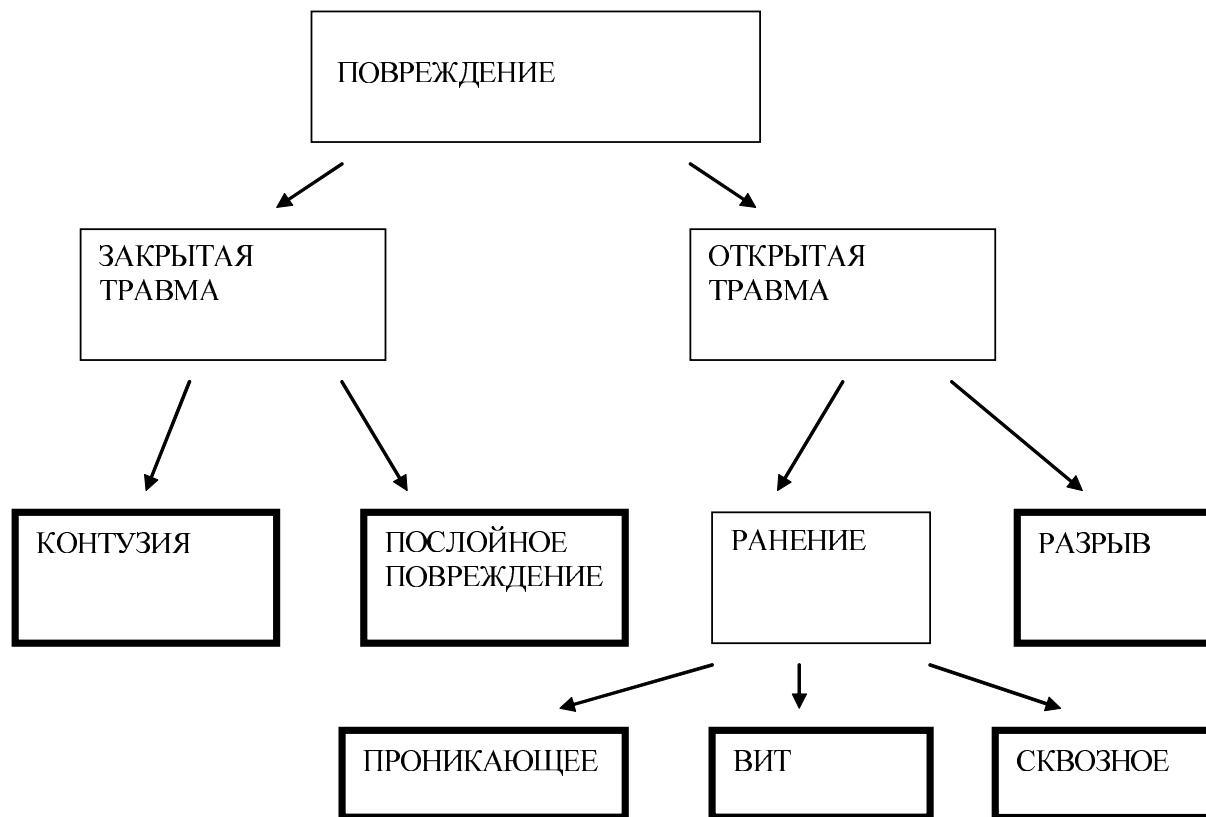 ПОВРЕЖДЕНИЕ
ЗАКРЫТАЯ
ТРАВМА
ОТКРЫТАЯ
ТРАВМА
КОНТУЗИЯ
ПОСЛОЙНОЕ
ПОВРЕЖДЕНИЕ
РАНЕНИЕ
РАЗРЫВ
ПРОНИКАЮЩЕЕ
ВИТ
СКВОЗНОЕ